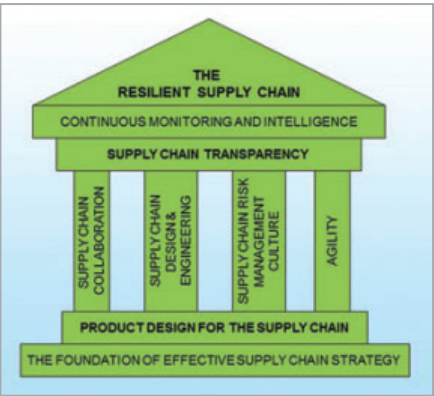 THE
RESILIENT SUPPLY CHAIN
CONTINUOUS MONITORING AND INTELLIGENCE
SUPPLY CHAIN TRANSPARENCY
SUPPLY CHAIN
COLLABORATION
SUPPLY CHAIN
DESIGN &
ENGINEERING
SUPPLY CHAIN RISK
MANAGEMENT
CULTURE
AGILITY
PRODUCT DESIGN FOR THE SUPPLY CHAIN
THE FOUNDATION OF EFFECTIVE SUPPLY CHAIN STRATEGY